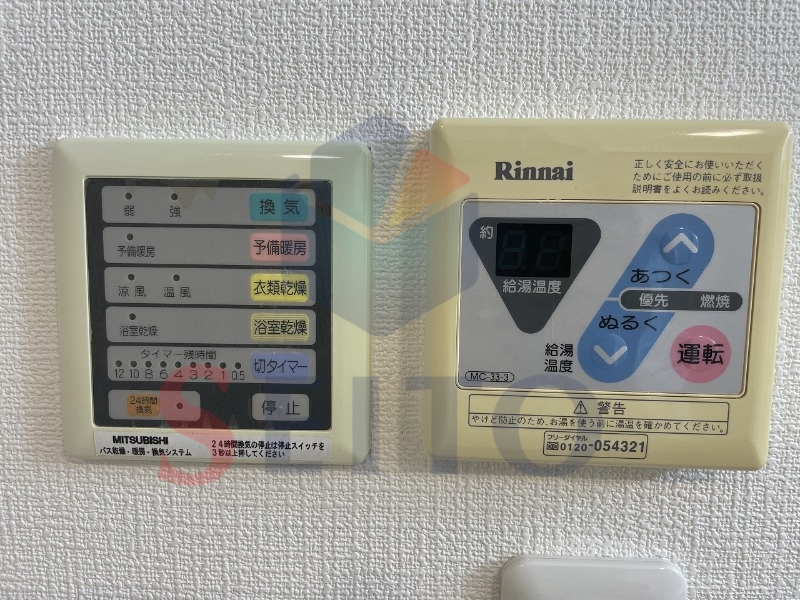 弱 強 換気
予備暖房 予備暖房
涼風 温風 衣類乾燥
浴室乾燥 浴室乾燥
タイマー残時間
12 10 8 6 4 3 2 1 0.5 切タイマー
24時間
換気
停止
MITSUBISHI
バス乾燥・暖房・換気システム
24時間換気の停止は停止スイッチを
3秒以上押してください
Rinnai
正しく安全にお使いいただく
ためにご使用の前に必ず取扱
説明書をよくお読みください。
約
給湯温度
あつく
優先 燃焼
ぬるく
給湯
温度
運転
MC-33-3
警告
やけど防止のため、お湯を使う前に湯温を確かめてください。
フリーダイヤル
0120-054321